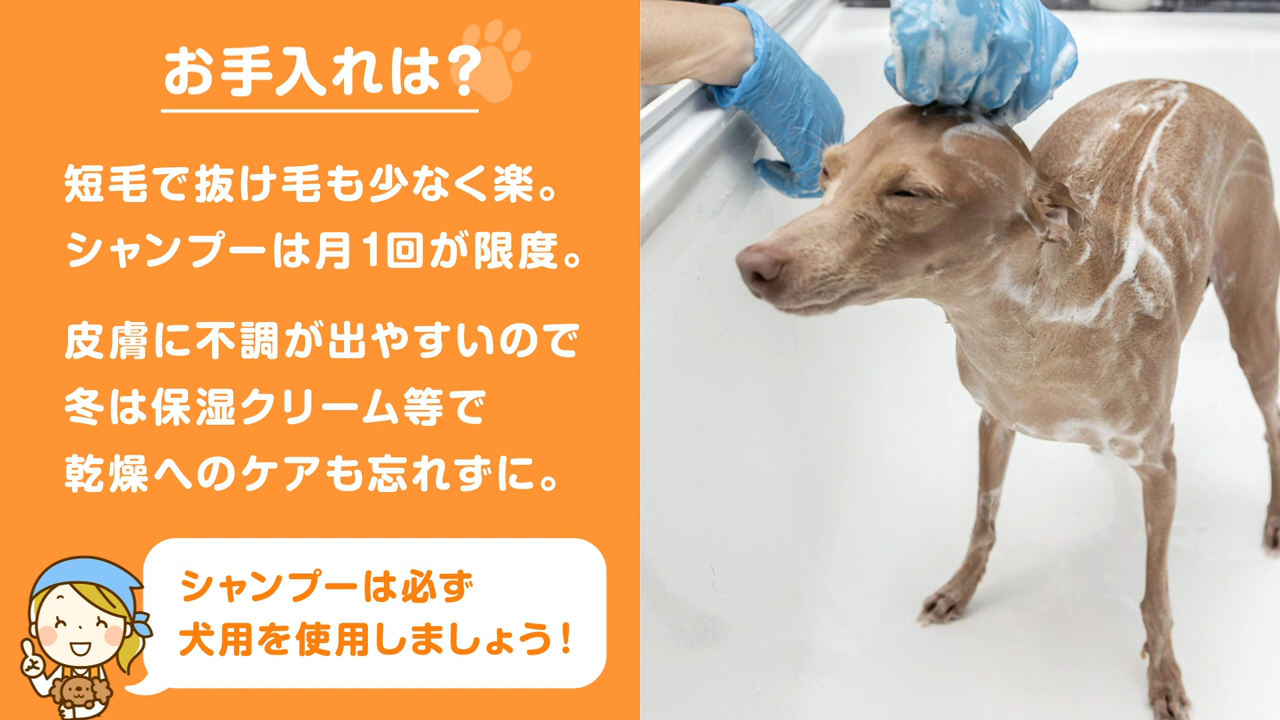 お手入れは?
短毛で抜け毛も少なく楽。
シャンプーは月1回が限度。
皮膚に不調が出やすいので
冬は保湿クリーム等で
乾燥へのケアも忘れずに。
シャンプーは必ず
犬用を使用しましょう!